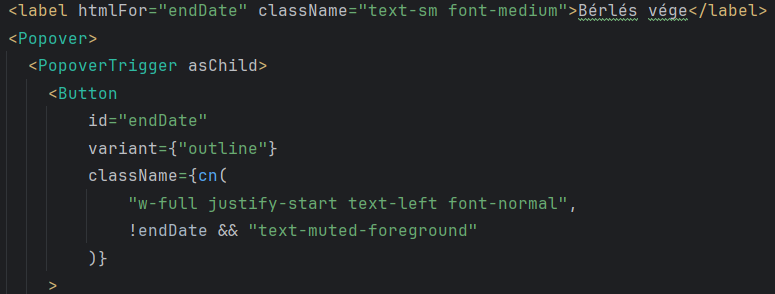 <label htmlFor="endDate" className="text-sm font-medium">Bérlés vége</label>
<Popover>
<PopoverTrigger asChild>
<Button
id="endDate"
variant={"outline"}
className={cn(
"w-full justify-start text-left font-normal",
!endDate && "text-muted-foreground"
)}
>